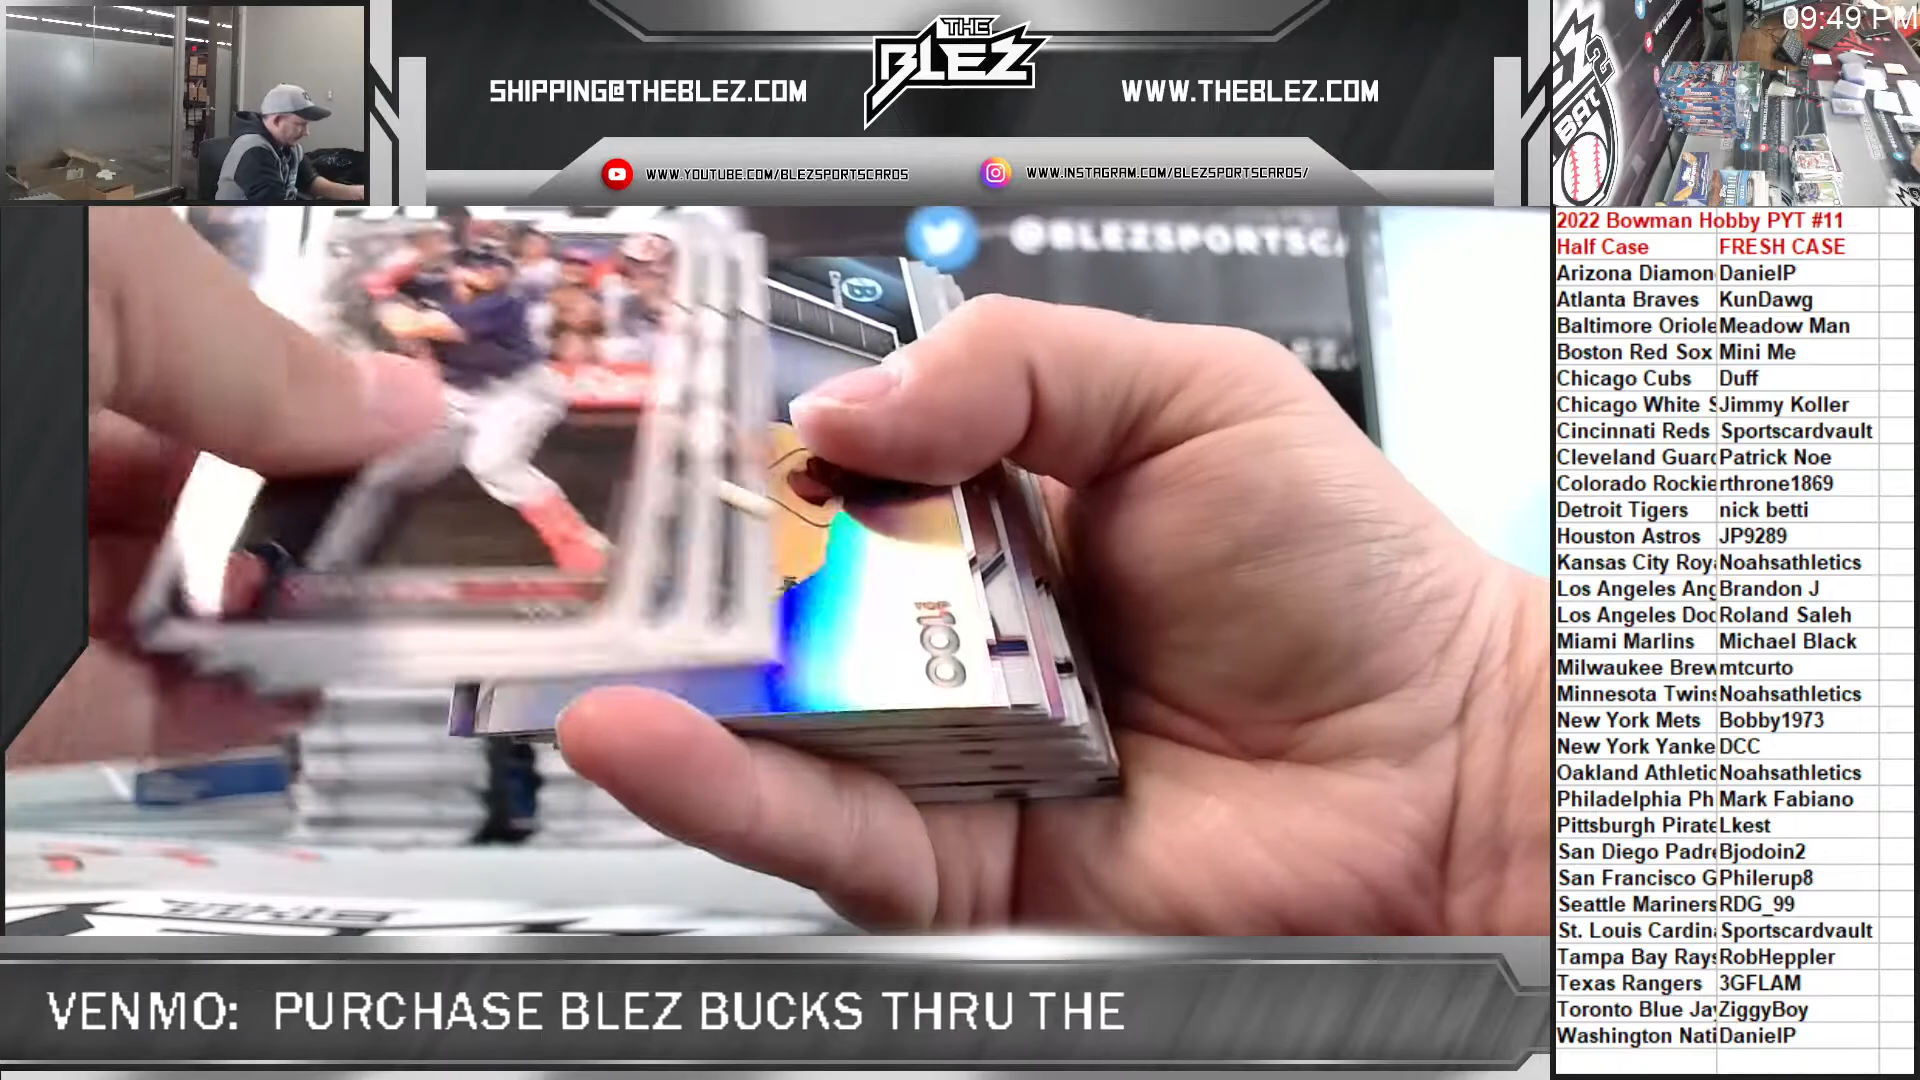 09:49 PM
THE
BLEZ
SHIPPING@THEBLEZ.COM
WWW.THEBLEZ.COM
WWW.YOUTUBE.COM/BLEZSPORTSCARDS
WWW.INSTAGRAM.COM/BLEZSPORTSCARDS/
BAT
2
@BLEZSPORTSCA
TOP
100
2022 Bowman Hobby PYT #11
Half Case FRESH CASE
Arizona Diamon DanielP
Atlanta Braves KunDawg
Baltimore Oriole Meadow Man
Boston Red Sox Mini Me
Chicago Cubs Duff
Chicago White S Jimmy Koller
Cincinnati Reds Sportscardvault
Cleveland Guard Patrick Noe
Colorado Rockie rthrone1869
Detroit Tigers nick betti
Houston Astros JP9289
Kansas City Roy Noahsathletics
Los Angeles Ang Brandon J
Los Angeles Dod Roland Saleh
Miami Marlins Michael Black
Milwaukee Brew mtcurto
Minnesota Twins Noahsathletics
New York Mets Bobby1973
New York Yanke DCC
Oakland Athletic Noahsathletics
Philadelphia Ph Mark Fabiano
Pittsburgh Pirate Lkest
San Diego Padre Bjodoin2
San Francisco G Philerup8
Seattle Mariners RDG_99
St. Louis Cardina Sportscardvault
Tampa Bay Rays RobHeppler
Texas Rangers 3GFLAM
Toronto Blue Jay ZiggyBoy
Washington Nati DanielP
VENMO: PURCHASE BLEZ BUCKS THRU THE